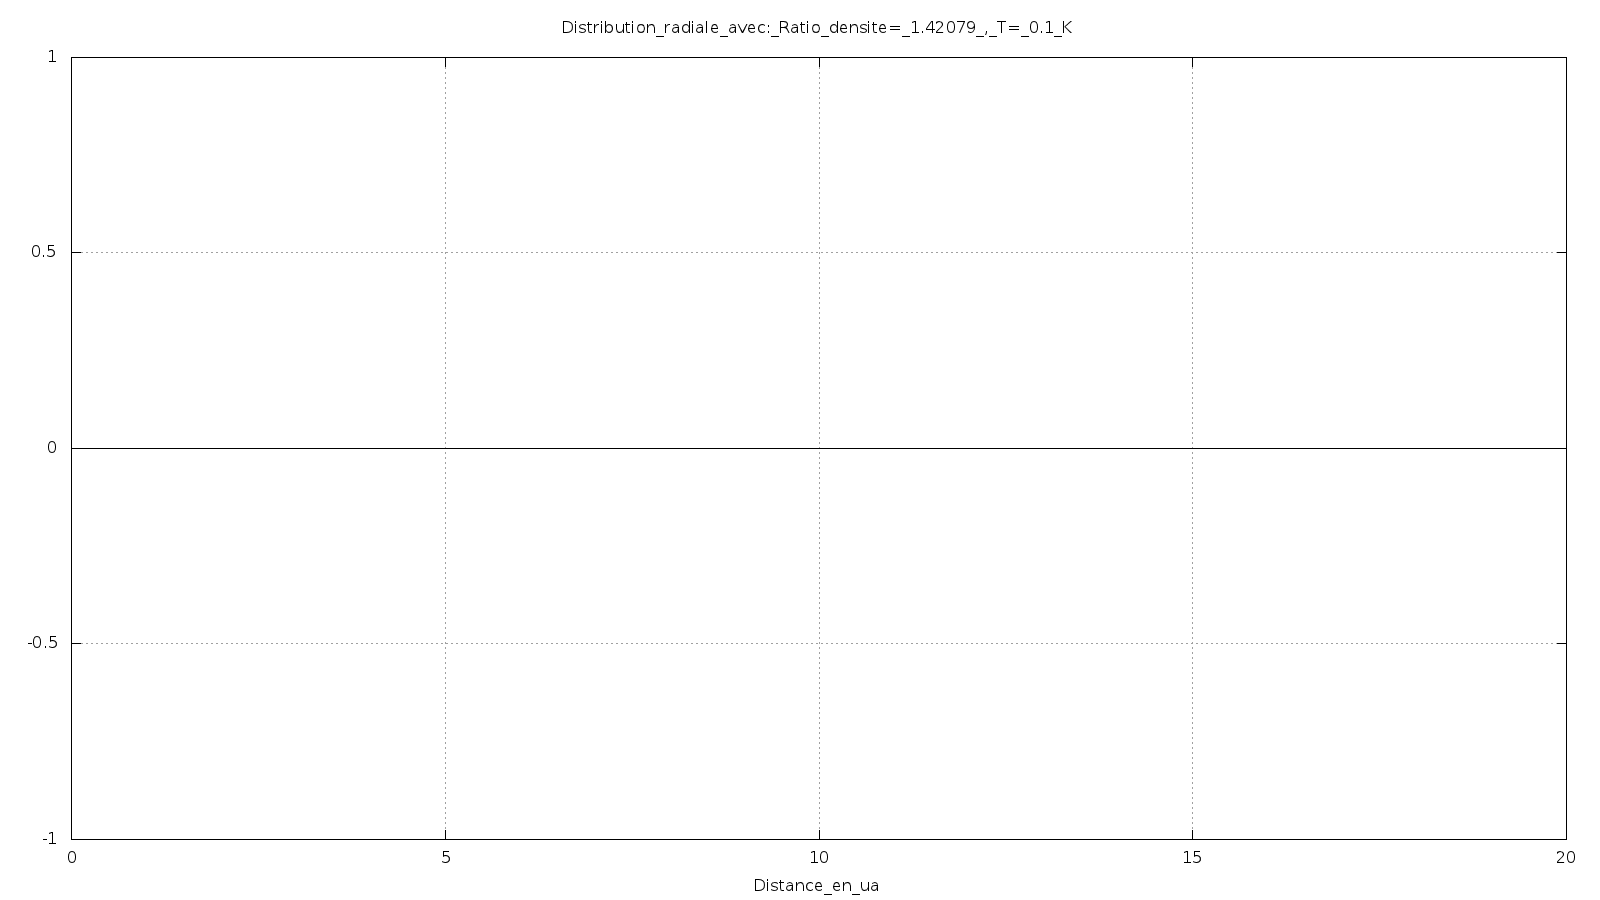 Distribution_radiale_avec:_Ratio_densite=_1.42079_,_T=_0.1_K
1
0.5
0
-0.5
-1
0 5 10 15 20
Distance_en_ua